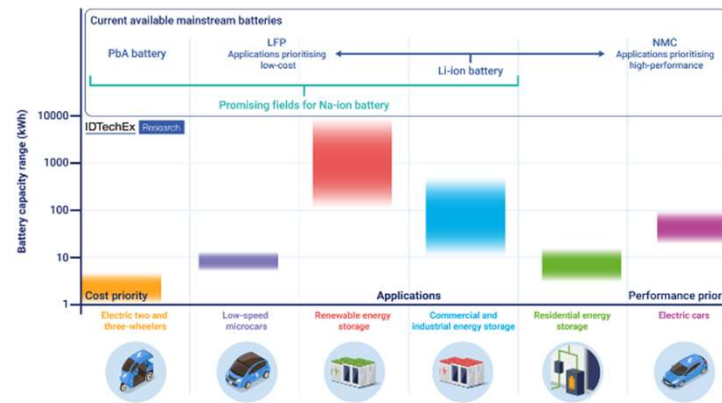 Current available mainstream batteries
PbA battery
LFP
Applications prioritising
low-cost
Li-ion battery
NMC
Applications prioritising
high-performance
Promising fields for Na-ion battery
IDTechEx Research
Battery capacity range (kWh)
10000
1000
100
10
1
Cost priority
Applications
Performance prior
Electric two and
three-wheelers
Low-speed
microcars
Renewable energy
storage
Commercial and
industrial energy storage
Residential energy
storage
Electric cars